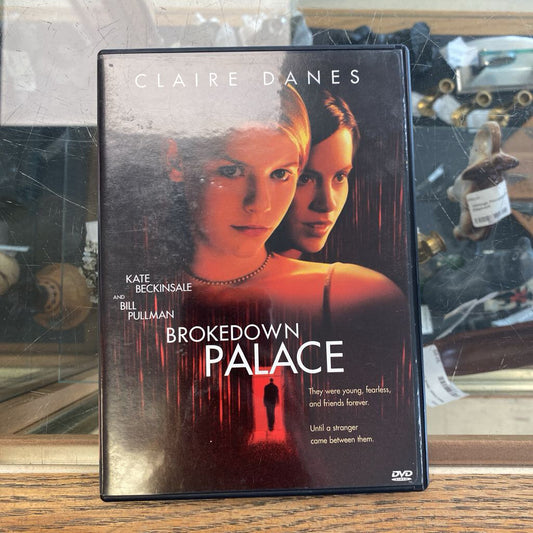 CLAIRE DANES
KATE
BECKINSALE
AND
BILL
PULLMAN
BROKEDOWN
PALACE
They were young, fearless,
and friends forever.
Until a stranger
came between them.
DVD
VIDEO